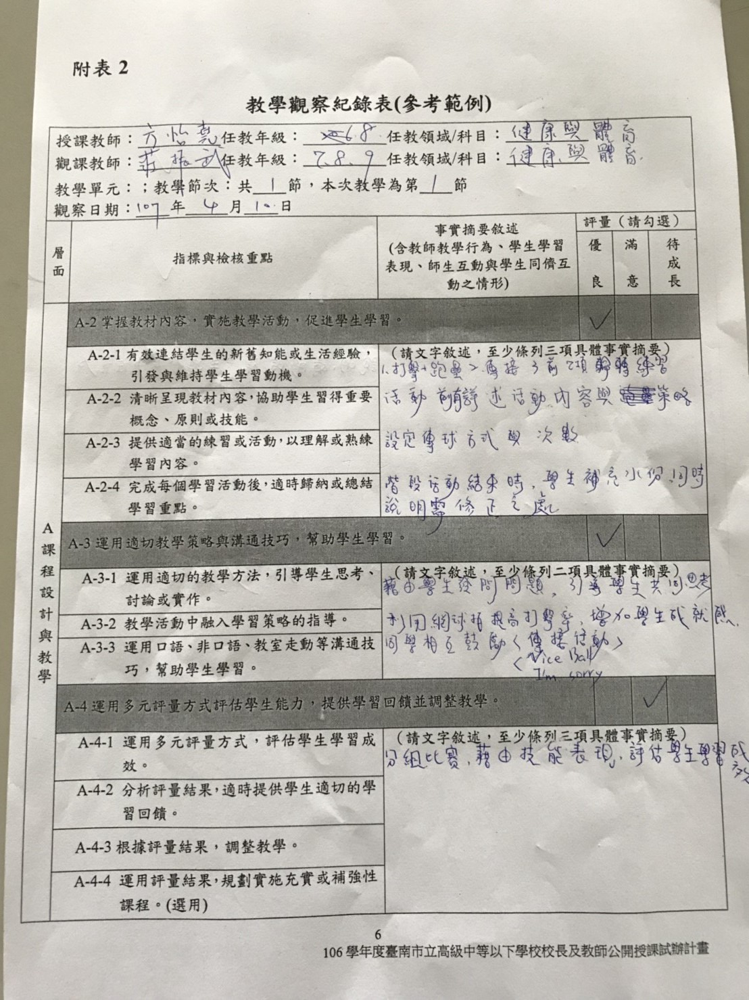 附表 2
教學觀察紀錄表(參考範例)
授課教師：方怡堯 任教年級：6.8. 任教領域/科目：健康與體育
觀課教師：莊振武 任教年級：7.8.9 任教領域/科目：健康與體育.
教學單元：；教學節次：共 1 節，本次教學為第 1 節
觀察日期：107 年 4 月 10. 日
層面
指標與檢核重點
事實摘要敘述
(含教師教學行為、學生學習
表現、師生互動與學生同儕互
動之情形)
評量（請勾選）
優良
滿意
待成長
A 課程設計與教學
A-2 掌握教材內容，實施教學活動，促進學生學習。 ✓
A-2-1 有效連結學生的新舊知能或生活經驗，
引發與維持學生學習動機。
A-2-2 清晰呈現教材內容，協助學生習得重要
概念、原則或技能。
A-2-3 提供適當的練習或活動，以理解或熟練
學習內容。
A-2-4 完成每個學習活動後，適時歸納或總結
學習重點。
（請文字敘述，至少條列三項具體事實摘要）
1.打擊+跑壘 2.傳接 3前2項 練習
活動前有詳述活動內容與策略
設定傳球方式與次數
階段活動結束時，學生補充水份，同時
說明需修正之處
A-3 運用適切教學策略與溝通技巧，幫助學生學習。 ✓
A-3-1 運用適切的教學方法，引導學生思考、
討論或實作。
A-3-2 教學活動中融入學習策略的指導。
A-3-3 運用口語、非口語、教室走動等溝通技
巧，幫助學生學習。
（請文字敘述，至少條列二項具體事實摘要）
藉由學生發問問題，引導學生共同思考
利用網球拍提高打擊率，增加學生成就感.
同學相互鼓勵<傳接活動>
<Nice Ball
I'm sorry
A-4 運用多元評量方式評估學生能力，提供學習回饋並調整教學。 ✓
A-4-1 運用多元評量方式，評估學生學習成
效。
A-4-2 分析評量結果，適時提供學生適切的學
習回饋。
A-4-3 根據評量結果，調整教學。
A-4-4 運用評量結果，規劃實施充實或補強性
課程。(選用)
（請文字敘述，至少條列三項具體事實摘要）
分組比賽，藉由技能表現，評估學生學習成
效
6
106 學年度臺南市立高級中等以下學校校長及教師公開授課試辦計畫